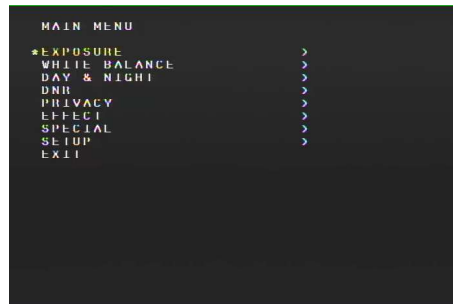 MAIN MENU
*EXPOSURE >
WHITE BALANCE >
DAY & NIGHT >
DNR >
PRIVACY >
EFFECT >
SPECIAL >
SETUP >
EXIT